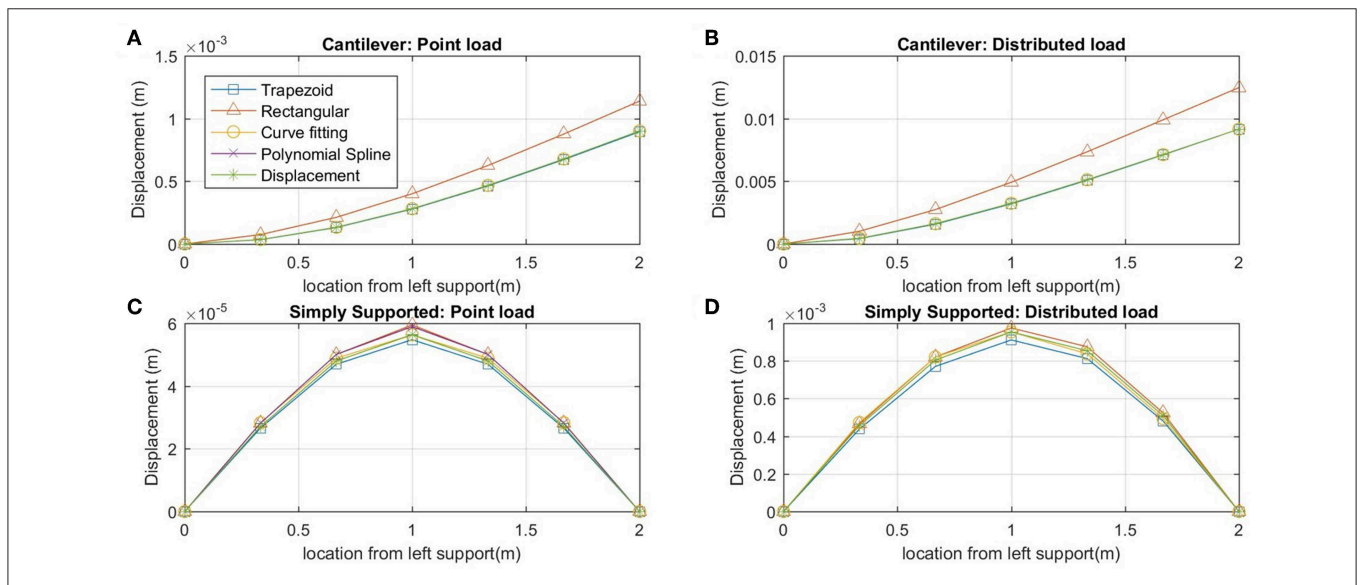 A
Cantilever: Point load
×10⁻³
1.5
1
0.5
0
Displacement (m)
Trapezoid
Rectangular
Curve fitting
Polynomial Spline
Displacement
0 0.5 1 1.5 2
location from left support(m)
B
Cantilever: Distributed load
0.015
0.01
0.005
0
Displacement (m)
0 0.5 1 1.5 2
location from left support(m)
C
Simply Supported: Point load
×10⁻⁵
6
4
2
0
Displacement (m)
0 0.5 1 1.5 2
location from left support(m)
D
Simply Supported: Distributed load
×10⁻³
1
0.8
0.6
0.4
0.2
0
Displacement (m)
0 0.5 1 1.5 2
location from left support(m)